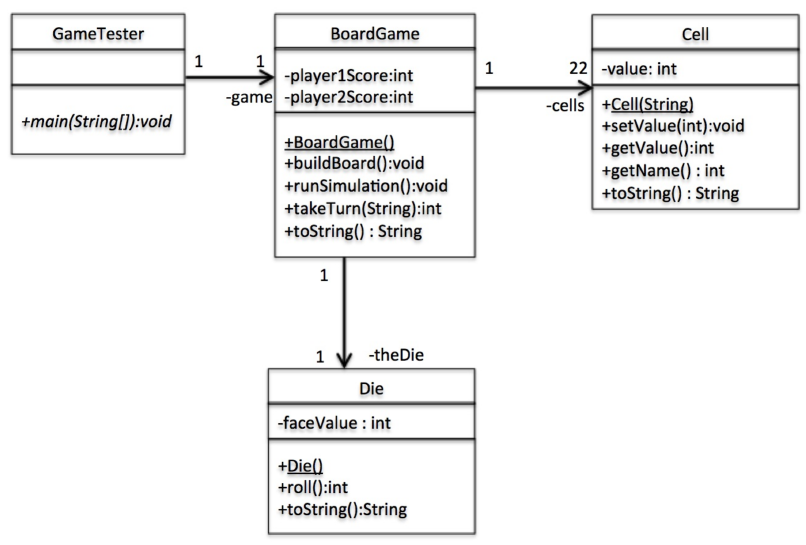 GameTester
+main(String[]):void
1
1
-game
BoardGame
-player1Score:int
-player2Score:int
+BoardGame()
+buildBoard():void
+runSimulation():void
+takeTurn(String):int
+toString() : String
1
22
-cells
Cell
-value: int
+Cell(String)
+setValue(int):void
+getValue():int
+getName() : int
+toString() : String
1
1
-theDie
Die
-faceValue : int
+Die()
+roll():int
+toString():String